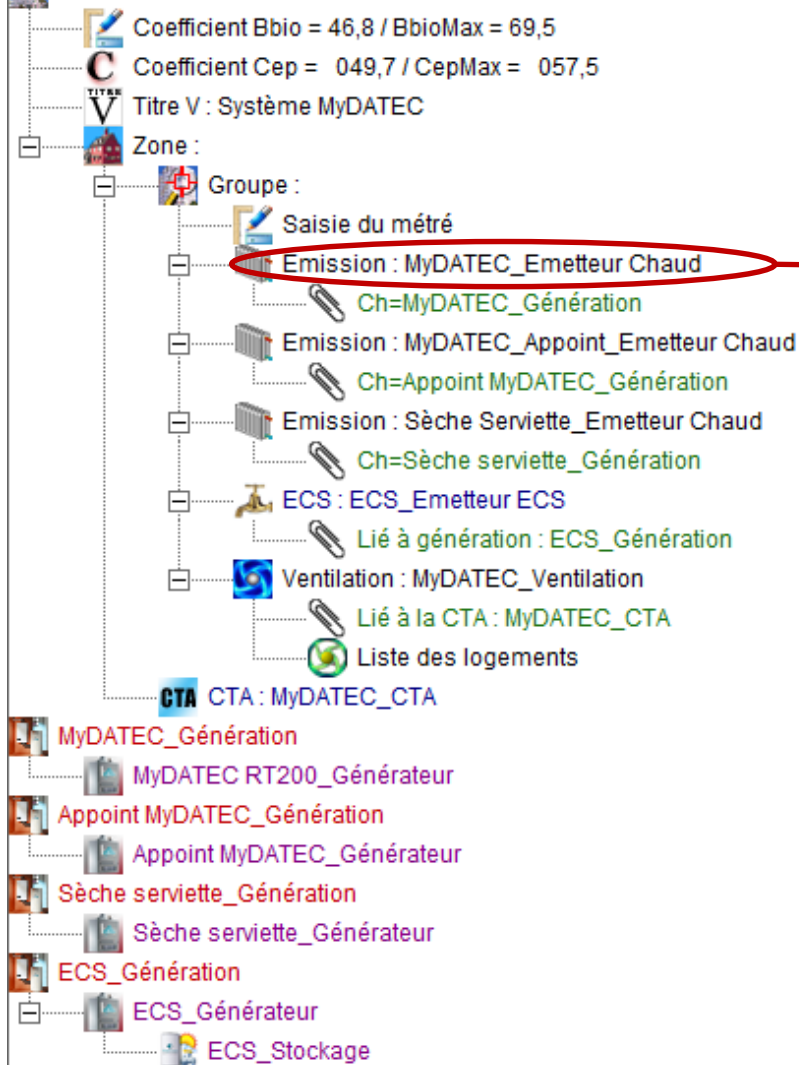 Coefficient Bbio = 46,8 / BbioMax = 69,5
C Coefficient Cep = 049,7 / CepMax = 057,5
TITRE V Titre V : Système MyDATEC
Zone :
Groupe :
Saisie du métré
Emission : MyDATEC_Emetteur Chaud
Ch=MyDATEC_Génération
Emission : MyDATEC_Appoint_Emetteur Chaud
Ch=Appoint MyDATEC_Génération
Emission : Sèche Serviette_Emetteur Chaud
Ch=Sèche serviette_Génération
ECS : ECS_Emetteur ECS
Lié à génération : ECS_Génération
Ventilation : MyDATEC_Ventilation
Lié à la CTA : MyDATEC_CTA
Liste des logements
CTA CTA : MyDATEC_CTA
MyDATEC_Génération
MyDATEC RT200_Générateur
Appoint MyDATEC_Génération
Appoint MyDATEC_Générateur
Sèche serviette_Génération
Sèche serviette_Générateur
ECS_Génération
ECS_Générateur
ECS_Stockage